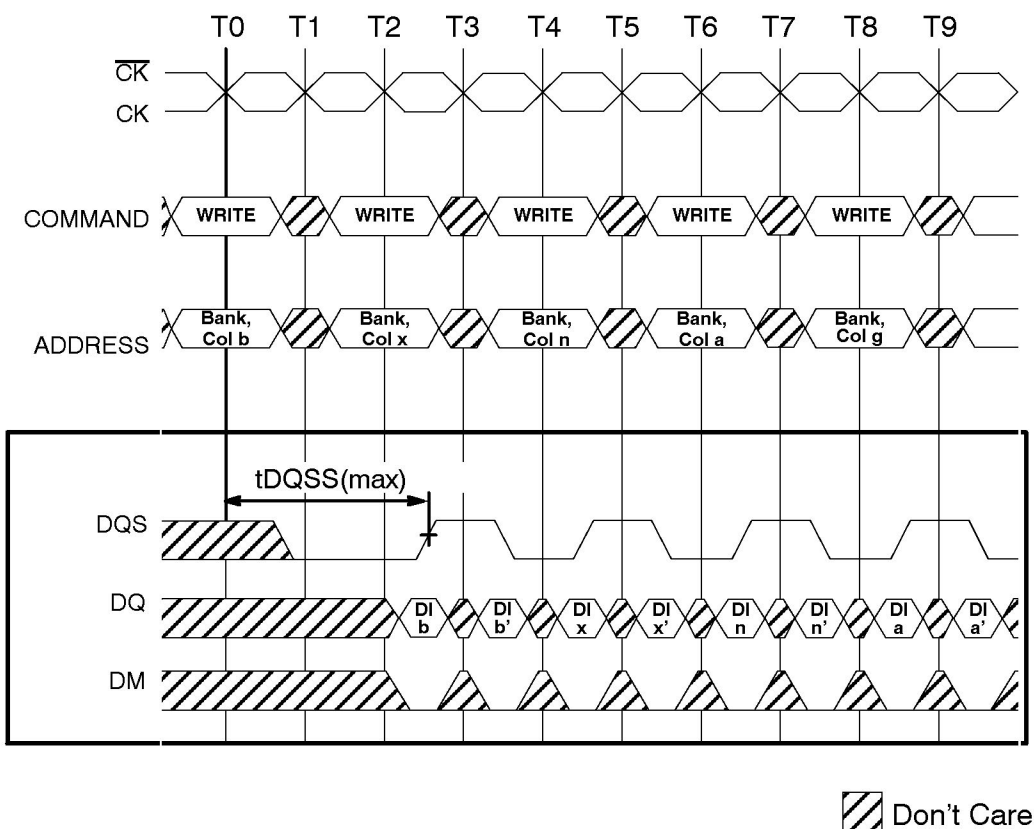 T0 T1 T2 T3 T4 T5 T6 T7 T8 T9
CK
CK
COMMAND WRITE WRITE WRITE WRITE WRITE
ADDRESS
Bank, Col b
Bank, Col x
Bank, Col n
Bank, Col a
Bank, Col g
tDQSS(max)
DQS
DQ
DI b
DI b'
DI x
DI x'
DI n
DI n'
DI a
DI a'
DM
Don't Care